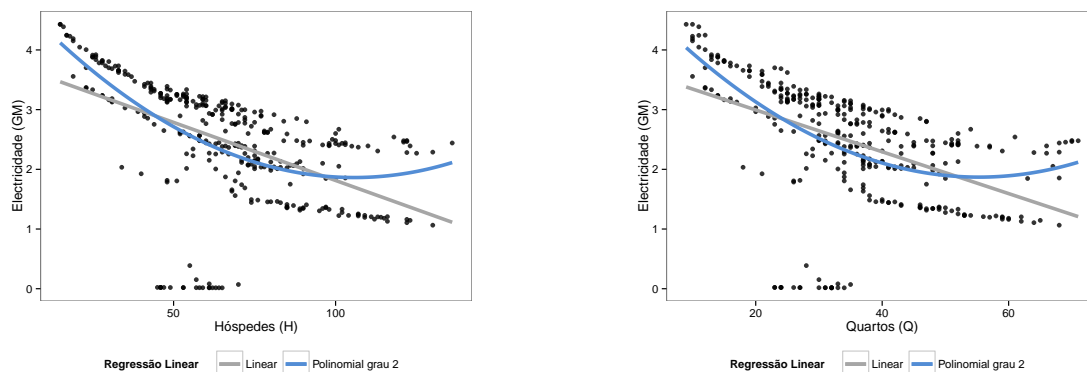 Electricidade (GM)
4
3
2
1
0
50 100
Hóspedes (H)
Regressão Linear Linear Polinomial grau 2
Electricidade (GM)
4
3
2
1
0
20 40 60
Quartos (Q)
Regressão Linear Linear Polinomial grau 2